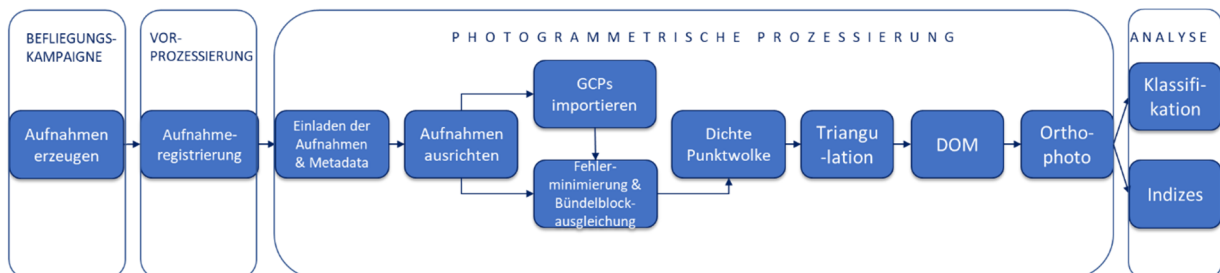 BEFLIEGUNGS-
KAMPAGNE
VOR-
PROZESSIERUNG
PHOTOGRAMMETRISCHE PROZESSIERUNG
ANALYSE
Aufnahmen
erzeugen
Aufnahme-
registrierung
Einladen der
Aufnahmen
& Metadata
Aufnahmen
ausrichten
GCPs
importieren
Fehler-
minimierung &
Bündelblock-
ausgleichung
Dichte
Punktwolke
Triangu
-lation
DOM
Ortho-
photo
Klassifi-
kation
Indizes